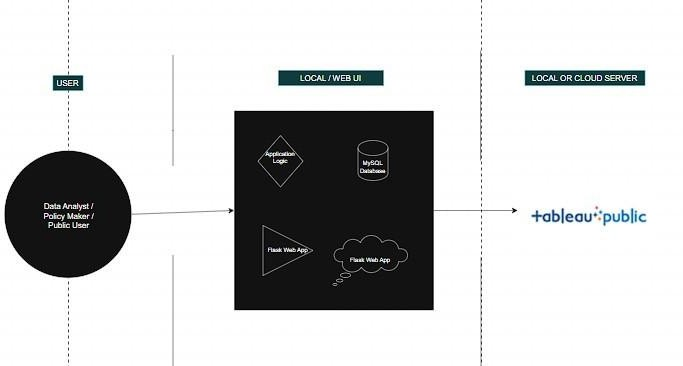 USER
LOCAL / WEB UI
LOCAL OR CLOUD SERVER
Data Analyst /
Policy Maker /
Public User
Application
Logic
MySQL
Database
Flask Web App
Flask Web App
tableau public